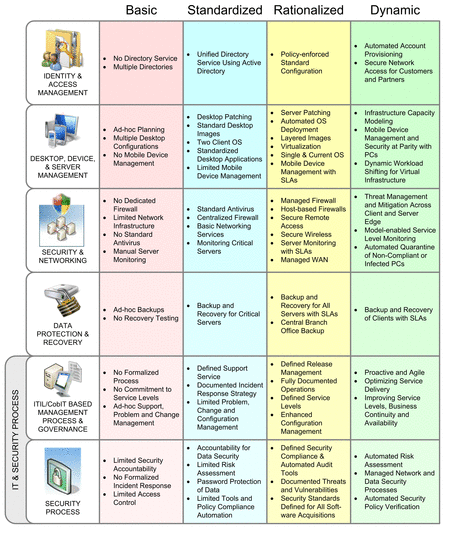 Basic
Standardized
Rationalized
Dynamic
IDENTITY &
ACCESS
MANAGEMENT
• No Directory Service
• Multiple Directories
• Unified Directory
Service Using Active
Directory
• Policy-enforced
Standard
Configuration
• Automated Account
Provisioning
• Secure Network
Access for Customers
and Partners
DESKTOP, DEVICE,
& SERVER
MANAGEMENT
• Ad-hoc Planning
• Multiple Desktop
Configurations
• No Mobile Device
Management
• Desktop Patching
• Standard Desktop
Images
• Two Client OS
• Standardized
Desktop Applications
• Limited Mobile
Device Management
• Server Patching
• Automated OS
Deployment
• Layered Images
• Virtualization
• Single & Current OS
• Mobile Device
Management with
SLAs
• Infrastructure Capacity
Modeling
• Mobile Device
Management and
Security at Parity with
PCs
• Dynamic Workload
Shifting for Virtual
Infrastructure
SECURITY &
NETWORKING
• No Dedicated
Firewall
• Limited Network
Infrastructure
• No Standard
Antivirus
• Manual Server
Monitoring
• Standard Antivirus
• Centralized Firewall
• Basic Networking
Services
• Monitoring Critical
Servers
• Managed Firewall
• Host-based Firewalls
• Secure Remote
Access
• Secure Wireless
• Server Monitoring
with SLAs
• Managed WAN
• Threat Management
and Mitigation Across
Client and Server
Edge
• Model-enabled Service
Level Monitoring
• Automated Quarantine
of Non-Compliant or
Infected PCs
DATA
PROTECTION &
RECOVERY
• Ad-hoc Backups
• No Recovery Testing
• Backup and
Recovery for Critical
Servers
• Backup and
Recovery for All
Servers with SLAs
• Central Branch
Office Backup
• Backup and Recovery
of Clients with SLAs
IT & SECURITY PROCESS
ITIL/CobIT BASED
MANAGEMENT
PROCESS &
GOVERNANCE
• No Formalized
Process
• No Commitment to
Service Levels
• Ad-hoc Support,
Problem and Change
Management
• Defined Support
Service
• Documented Incident
Response Strategy
• Limited Problem,
Change and
Configuration
Management
• Defined Release
Management
• Fully Documented
Operations
• Defined Service
Levels
• Enhanced
Configuration
Management
• Proactive and Agile
• Optimizing Service
Delivery
• Improving Service
Levels, Business
Continuity and
Availability
SECURITY
PROCESS
• Limited Security
Accountability
• No Formalized
Incident Response
• Limited Access
Control
• Accountability for
Data Security
• Limited Risk
Assessment
• Password Protection
of Data
• Limited Tools and
Policy Compliance
Automation
• Defined Security
Compliance &
Automated Audit
Tools
• Documented Threats
and Vulnerabilities
• Security Standards
Defined for All Soft-
ware Acquisitions
• Automated Risk
Assessment
• Managed Network and
Data Security
Processes
• Automated Security
Policy Verification